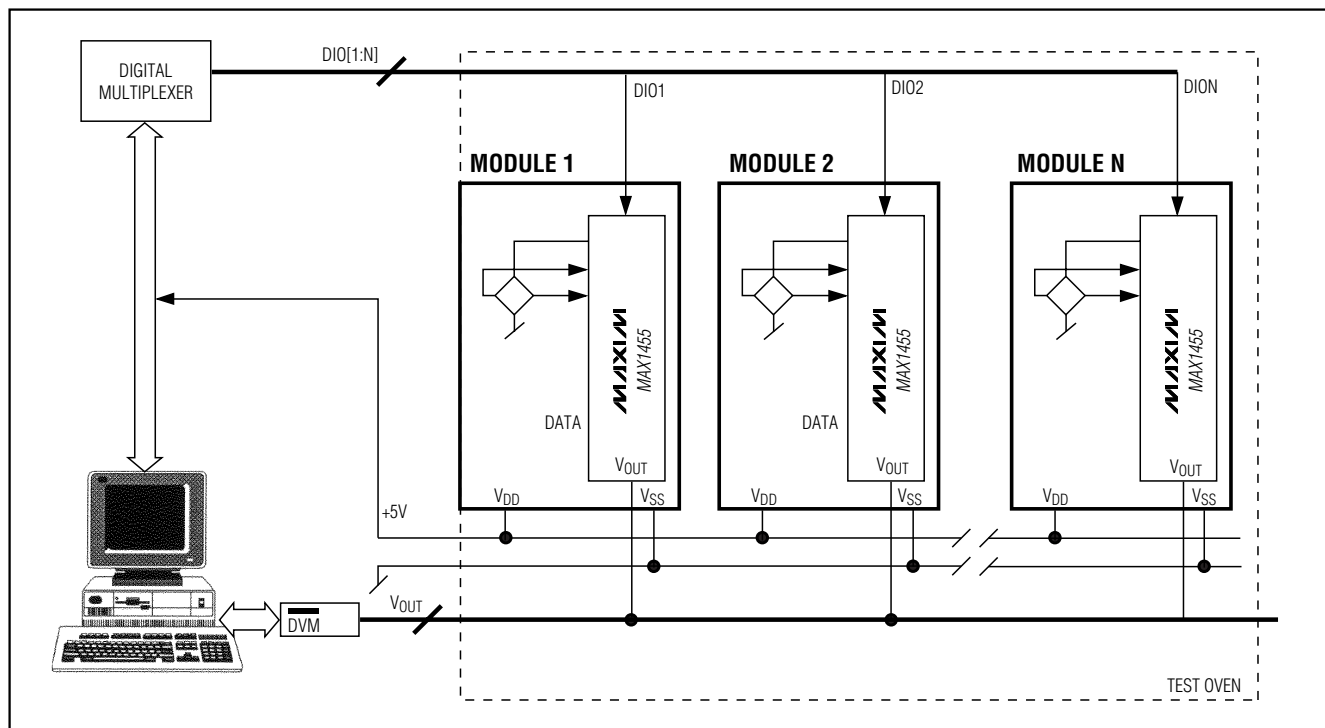 DIGITAL
MULTIPLEXER
DIO[1:N]
DIO1
DIO2
DION
MODULE 1
MODULE 2
MODULE N
MAXIM
MAX1455
MAXIM
MAX1455
MAXIM
MAX1455
DATA
DATA
VOUT
VOUT
VOUT
VDD
VSS
VDD
VSS
VDD
VSS
+5V
VOUT
DVM
TEST OVEN